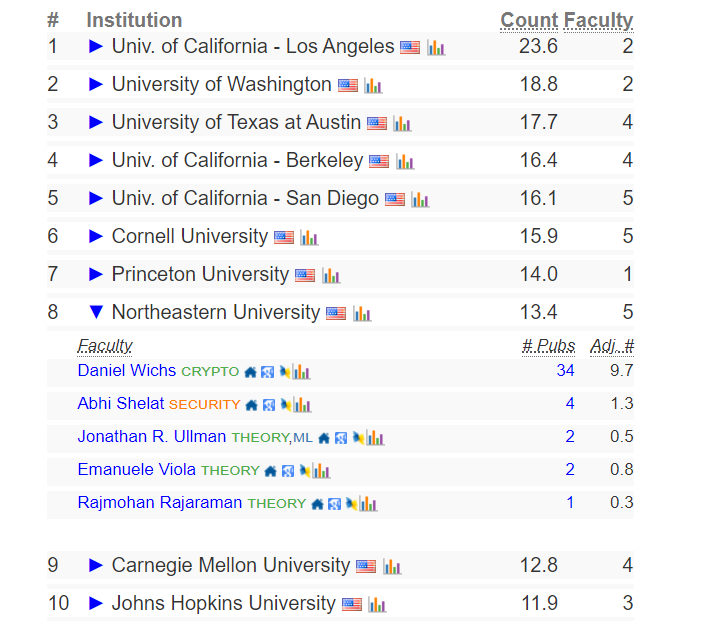 # Institution Count Faculty
1 ► Univ. of California - Los Angeles 23.6 2
2 ► University of Washington 18.8 2
3 ► University of Texas at Austin 17.7 4
4 ► Univ. of California - Berkeley 16.4 4
5 ► Univ. of California - San Diego 16.1 5
6 ► Cornell University 15.9 5
7 ► Princeton University 14.0 1
8 ▼ Northeastern University 13.4 5
Faculty # Pubs Adj. #
Daniel Wichs CRYPTO 34 9.7
Abhi Shelat SECURITY 4 1.3
Jonathan R. Ullman THEORY,ML 2 0.5
Emanuele Viola THEORY 2 0.8
Rajmohan Rajaraman THEORY 1 0.3
9 ► Carnegie Mellon University 12.8 4
10 ► Johns Hopkins University 11.9 3